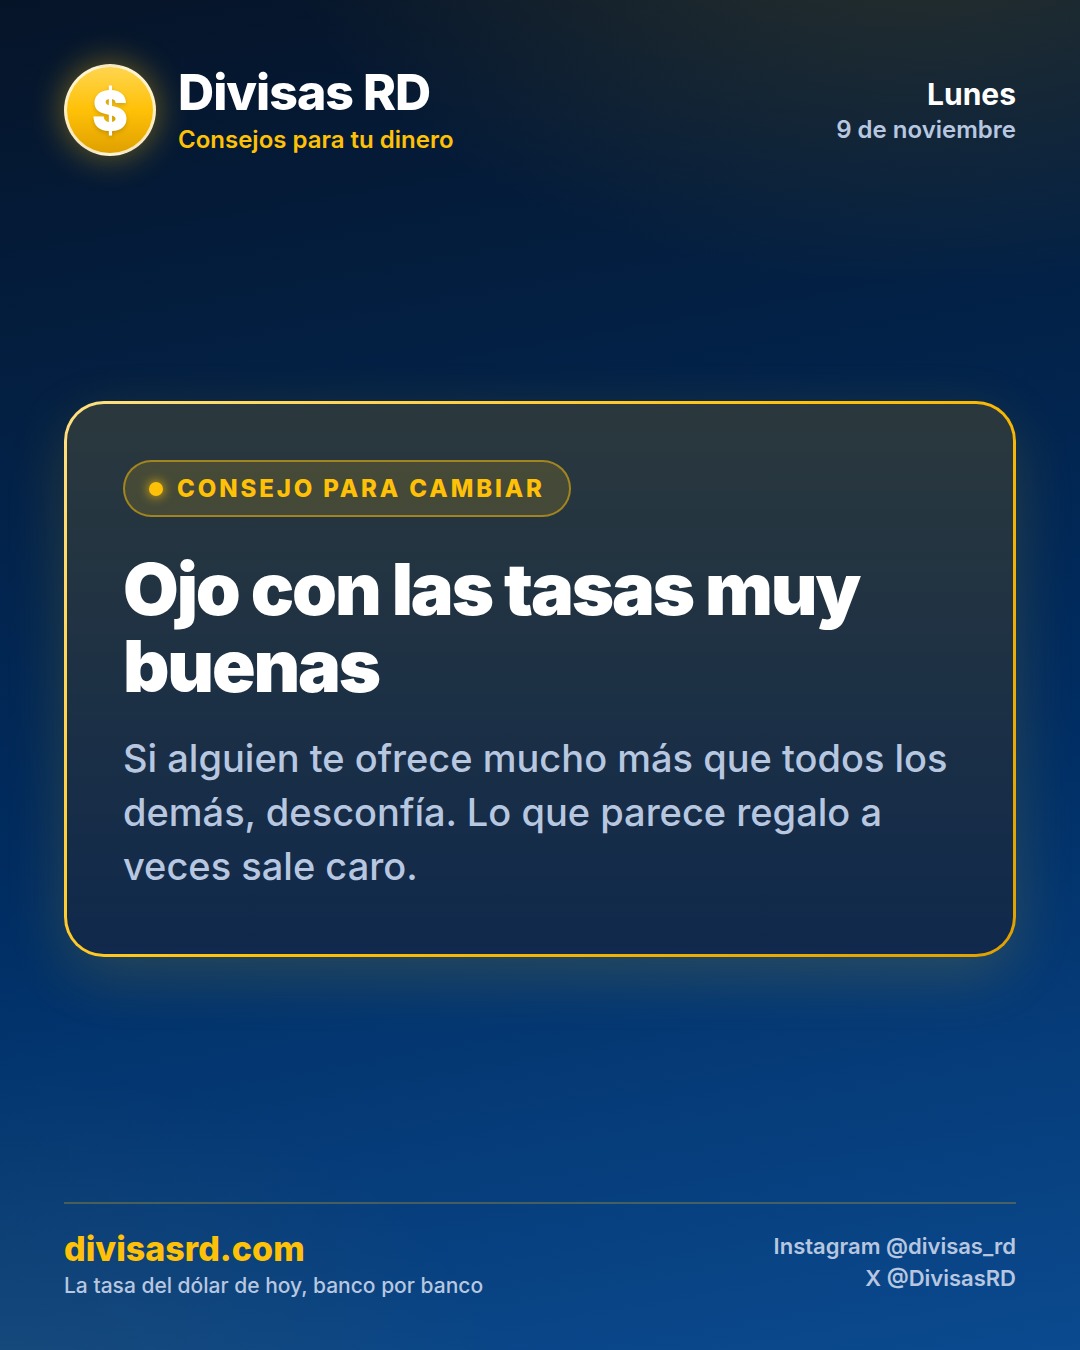 $
Divisas RD
Consejos para tu dinero
Lunes
9 de noviembre
CONSEJO PARA CAMBIAR
Ojo con las tasas muy
buenas
Si alguien te ofrece mucho más que todos los
demás, desconfía. Lo que parece regalo a
veces sale caro.
divisasrd.com
La tasa del dólar de hoy, banco por banco
Instagram @divisas_rd
X @DivisasRD